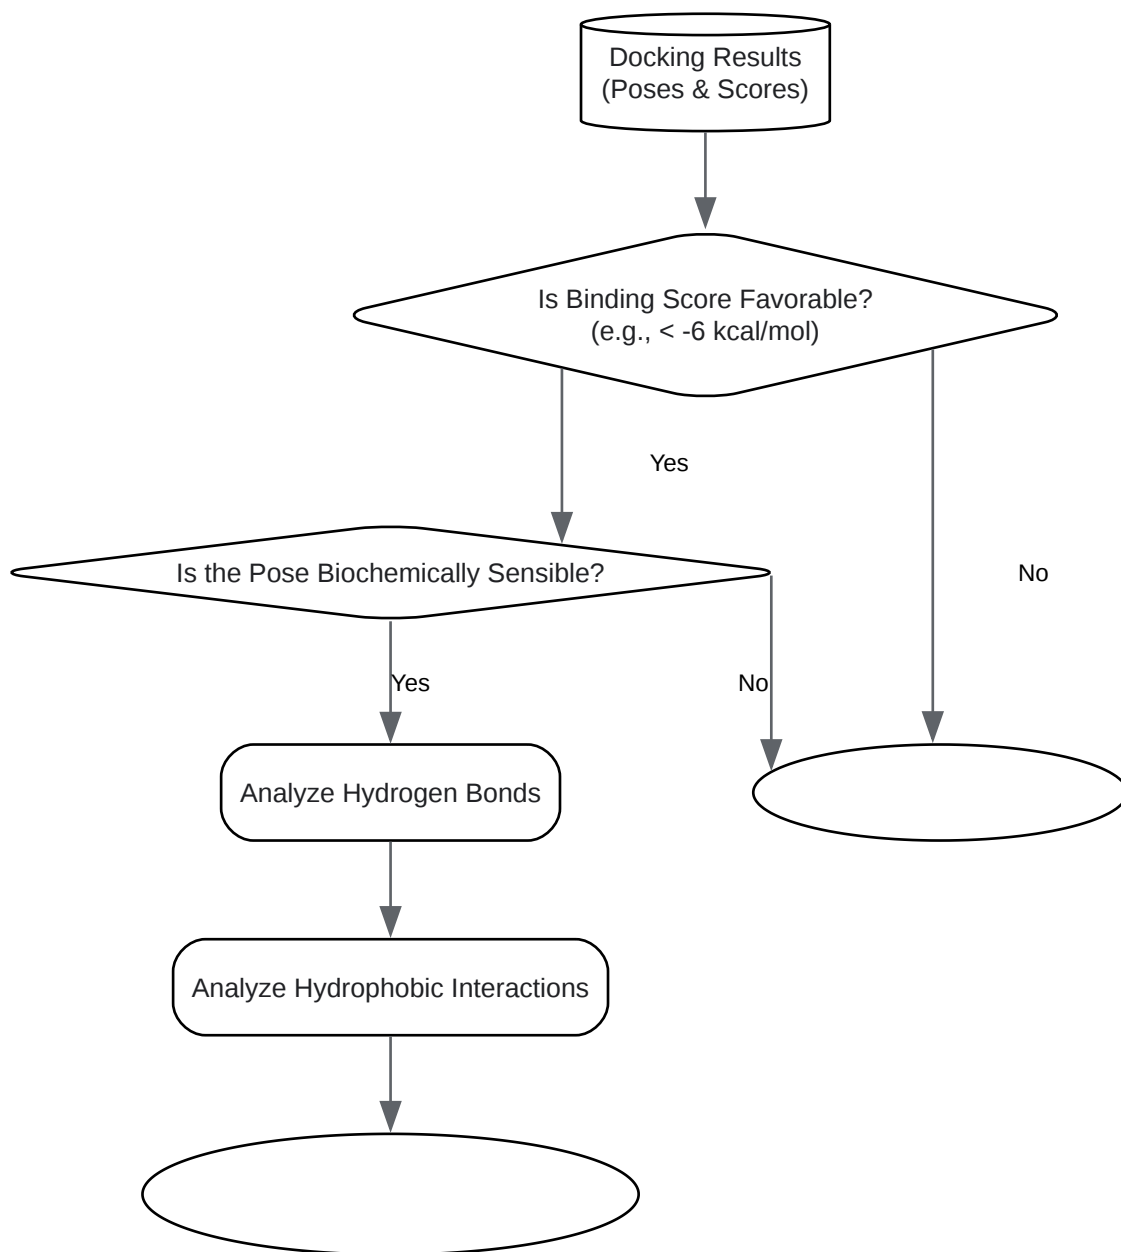 Docking Results
(Poses & Scores)
Is Binding Score Favorable?
(e.g., < -6 kcal/mol)
Yes
Is the Pose Biochemically Sensible?
No
Yes
No
Analyze Hydrogen Bonds
Analyze Hydrophobic Interactions